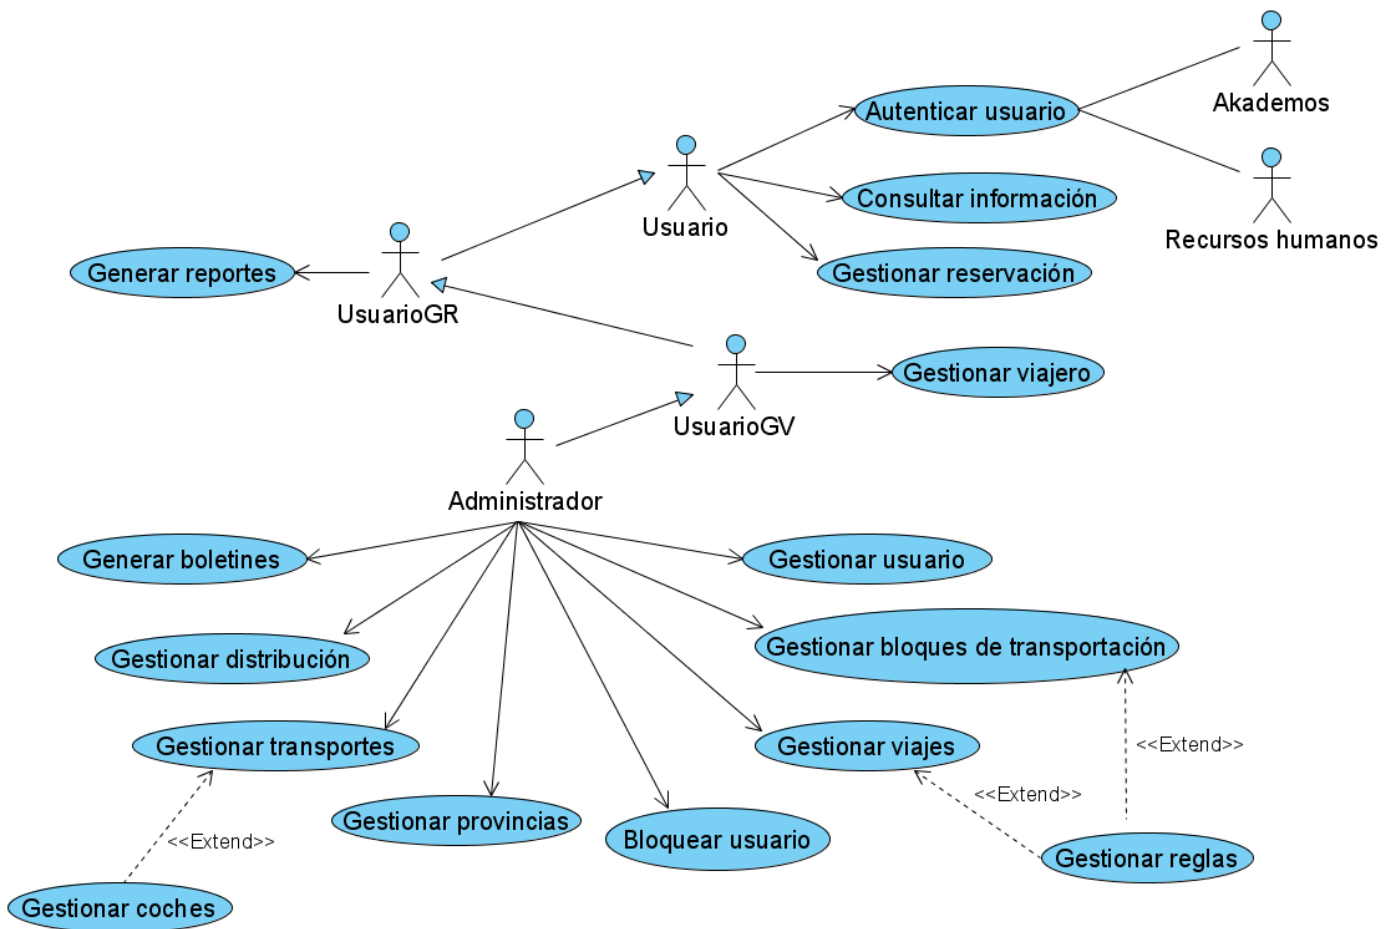 Akademos
Autenticar usuario
Usuario
Consultar información
Recursos humanos
Generar reportes
Gestionar reservación
UsuarioGR
Gestionar viajero
UsuarioGV
Administrador
Generar boletines
Gestionar usuario
Gestionar distribución
Gestionar bloques de transportación
Gestionar transportes
Gestionar viajes
<<Extend>>
<<Extend>>
Gestionar provincias
<<Extend>>
Bloquear usuario
Gestionar reglas
Gestionar coches